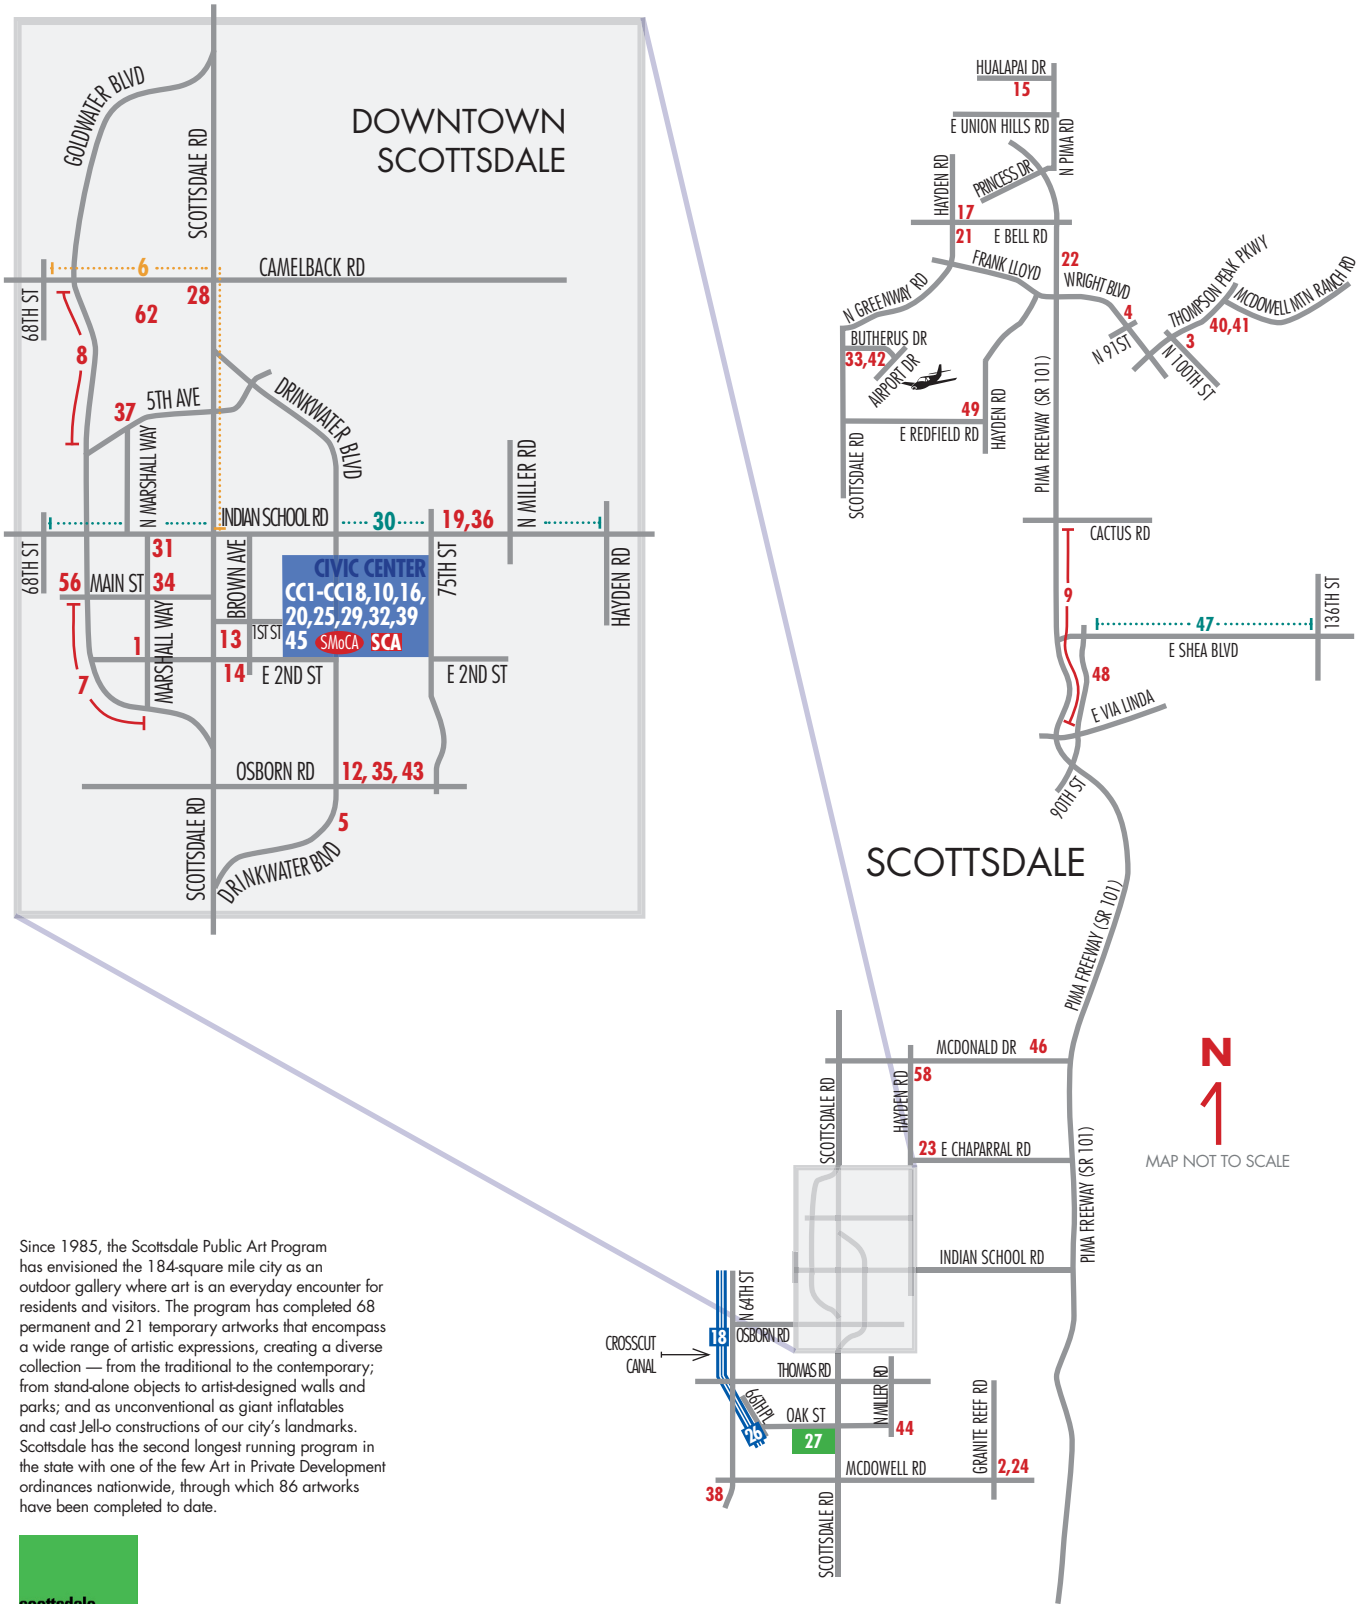 DOWNTOWN
SCOTTSDALE
GOLDWATER BLVD
SCOTTSDALE RD
6
CAMELBACK RD
68TH ST
62
28
8
5TH AVE
37
DRINKWATER BLVD
N MARSHALL WAY
N MILLER RD
INDIAN SCHOOL RD
30
19,36
68TH ST
31
BROWN AVE
75TH ST
HAYDEN RD
CIVIC CENTER
CC1-CC18,10,16,
20,25,29,32,39
45 SMoCA SCA
56 MAIN ST 34
MARSHALL WAY
1
13
1ST ST
14
E 2ND ST
E 2ND ST
7
OSBORN RD
12, 35, 43
SCOTTSDALE RD
5
DRINKWATER BLVD
HUALAPAI DR
15
E UNION HILLS RD
N PIMA RD
HAYDEN RD
PRINCESS DR
17
21
E BELL RD
22
FRANK LLOYD
WRIGHT BLVD
THOMPSON PEAK PKWY
MCDOWELL MTN RANCH RD
N GREENWAY RD
4
40,41
3
BUTHERUS DR
33,42
AIRPORT DR
N 91ST
N 100TH ST
49
E REDFIELD RD
HAYDEN RD
SCOTTSDALE RD
PIMA FREEWAY (SR 101)
CACTUS RD
9
136TH ST
47
E SHEA BLVD
48
E VIA LINDA
90TH ST
SCOTTSDALE
PIMA FREEWAY (SR 101)
MCDONALD DR 46
SCOTTSDALE RD
HAYDEN RD
58
23 E CHAPARRAL RD
PIMA FREEWAY (SR 101)
N
MAP NOT TO SCALE
INDIAN SCHOOL RD
N 64TH ST
18
OSBORN RD
CROSSCUT
CANAL
THOMAS RD
66TH PL
OAK ST
N MILLER RD
26
27
44
GRANITE REEF RD
MCDOWELL RD
2,24
38
SCOTTSDALE RD
Since 1985, the Scottsdale Public Art Program
has envisioned the 184-square mile city as an
outdoor gallery where art is an everyday encounter for
residents and visitors. The program has completed 68
permanent and 21 temporary artworks that encompass
a wide range of artistic expressions, creating a diverse
collection — from the traditional to the contemporary;
from stand-alone objects to artist-designed walls and
parks; and as unconventional as giant inflatables
and cast Jell-o constructions of our city's landmarks.
Scottsdale has the second longest running program in
the state with one of the few Art in Private Development
ordinances nationwide, through which 86 artworks
have been completed to date.
scottsdale